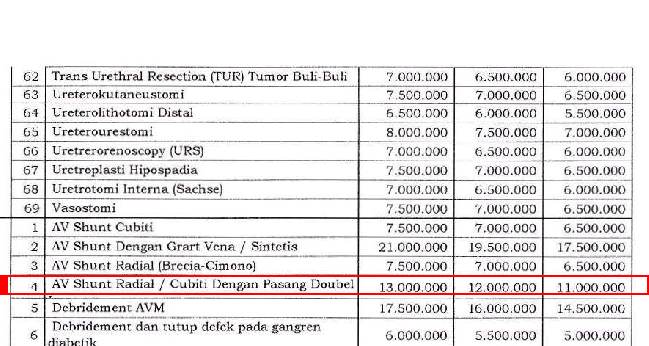 62 Trans Urethral Resection (TUR) Tumor Buli-Buli 7.000.000 6.500.000 6.000.000
63 Ureterokutaneustomi 7.500.000 7.000.000 6.500.000
64 Ureterolithotomi Distal 6.500.000 6.000.000 5.500.000
65 Ureterourestomi 8.000.000 7.500.000 7.000.000
66 Uretrerorenoscopy (URS) 7.000.000 6.500.000 6.000.000
67 Uretroplasti Hipospadia 7.500.000 7.000.000 6.500.000
68 Uretrotomi Interna (Sachse) 7.000.000 6.500.000 6.000.000
69 Vasostomi 7.500.000 7.000.000 6.500.000
1 AV Shunt Cubiti 7.500.000 7.000.000 6.500.000
2 AV Shunt Dengan Grart Vena / Sintetis 21.000.000 19.500.000 17.500.000
3 AV Shunt Radial (Brecia-Cimono) 7.500.000 7.000.000 6.500.000
4 AV Shunt Radial / Cubiti Dengan Pasang Doubel 13.000.000 12.000.000 11.000.000
5 Debridement AVM 17.500.000 16.000.000 14.500.000
6 Debridement dan tutup defek pada gangren 6.000.000 5.500.000 5.000.000
diabetik